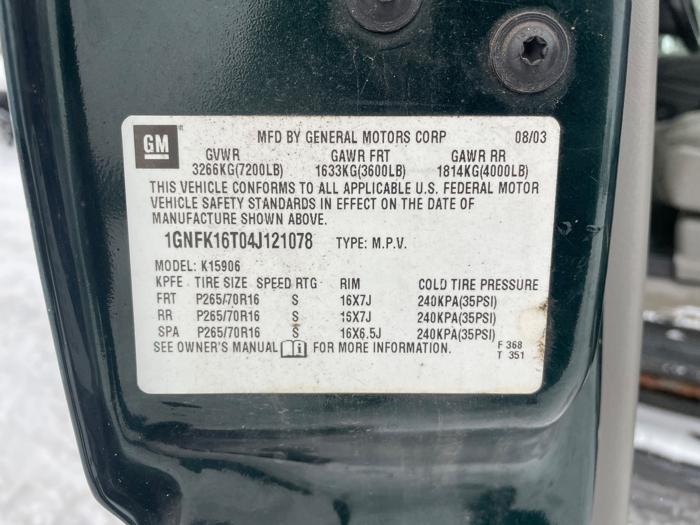 GM MFD BY GENERAL MOTORS CORP 08/03
GVWR GAWR FRT GAWR RR
3266KG(7200LB) 1633KG(3600LB) 1814KG(4000LB)
THIS VEHICLE CONFORMS TO ALL APPLICABLE U.S. FEDERAL MOTOR
VEHICLE SAFETY STANDARDS IN EFFECT ON THE DATE OF
MANUFACTURE SHOWN ABOVE.
1GNFK16T04J121078 TYPE: M.P.V.
MODEL: K15906
KPFE TIRE SIZE SPEED RTG RIM COLD TIRE PRESSURE
FRT P265/70R16 S 16X7J 240KPA(35PSI)
RR P265/70R16 S 16X7J 240KPA(35PSI)
SPA P265/70R16 S 16X6.5J 240KPA(35PSI)
SEE OWNER'S MANUAL i FOR MORE INFORMATION. F 368
T 351